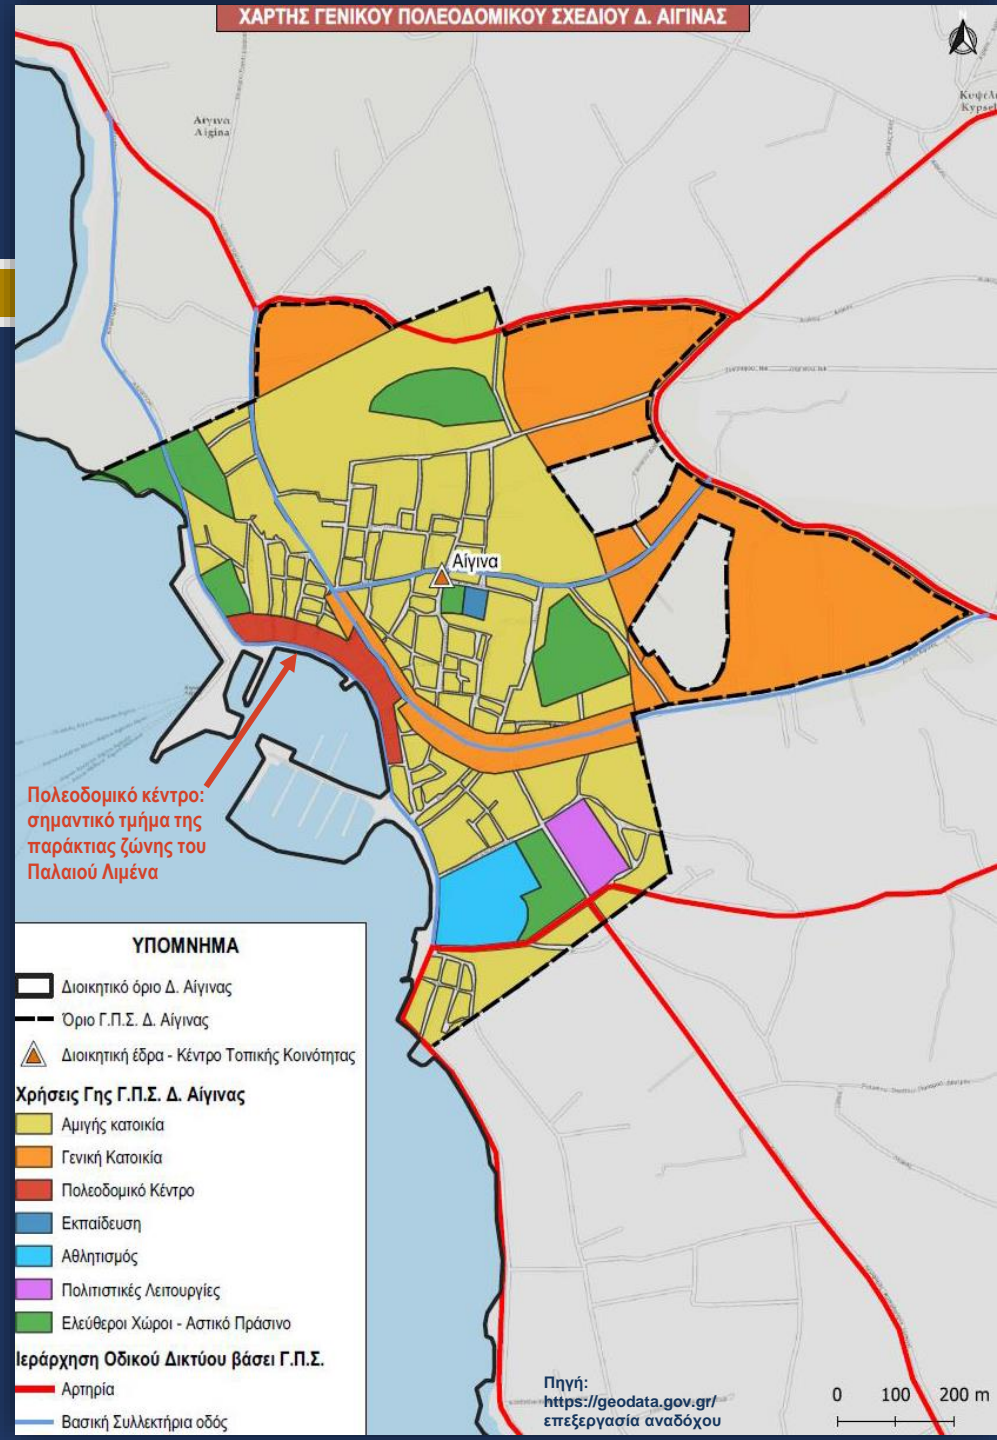 ΧΑΡΤΗΣ ΓΕΝΙΚΟΥ ΠΟΛΕΟΔΟΜΙΚΟΥ ΣΧΕΔΙΟΥ Δ. ΑΙΓΙΝΑΣ
Αίγινα
Aigina
Κυψέλη
Kypsel
Αίγινα
Πολεοδομικό κέντρο:
σημαντικό τμήμα της
παράκτιας ζώνης του
Παλαιού Λιμένα
ΥΠΟΜΝΗΜΑ
Διοικητικό όριο Δ. Αίγινας
Όριο Γ.Π.Σ. Δ. Αίγινας
Διοικητική έδρα - Κέντρο Τοπικής Κοινότητας
Χρήσεις Γης Γ.Π.Σ. Δ. Αίγινας
Αμιγής κατοικία
Γενική Κατοικία
Πολεοδομικό Κέντρο
Εκπαίδευση
Αθλητισμός
Πολιτιστικές Λειτουργίες
Ελεύθεροι Χώροι - Αστικό Πράσινο
Ιεράρχηση Οδικού Δικτύου βάσει Γ.Π.Σ.
Αρτηρία
Βασική Συλλεκτήρια οδός
Πηγή:
https://geodata.gov.gr/
επεξεργασία αναδόχου
0 100 200 m